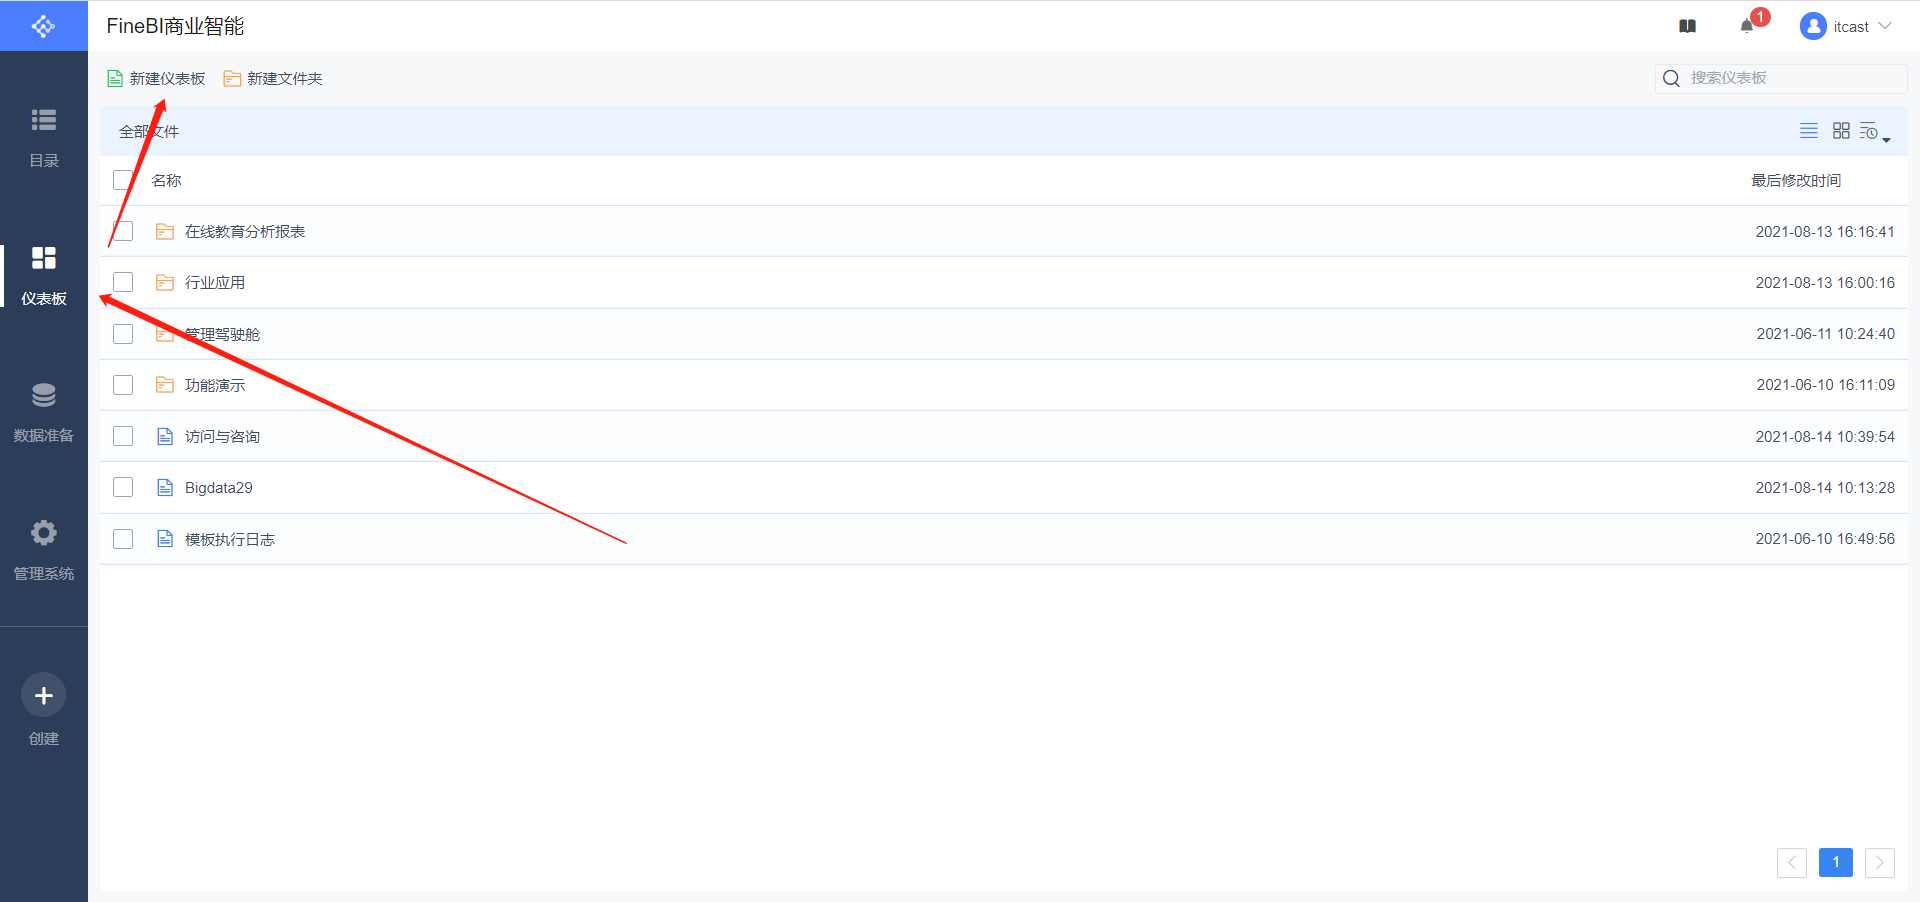 FineBI商业智能
1
itcast
新建仪表板 新建文件夹
搜索仪表板
全部文件
名称 最后修改时间
在线教育分析报表 2021-08-13 16:16:41
行业应用 2021-08-13 16:00:16
管理驾驶舱 2021-06-11 10:24:40
功能演示 2021-06-10 16:11:09
访问与咨询 2021-08-14 10:39:54
Bigdata29 2021-08-14 10:13:28
模板执行日志 2021-06-10 16:49:56
目录
仪表板
数据准备
管理系统
创建
1